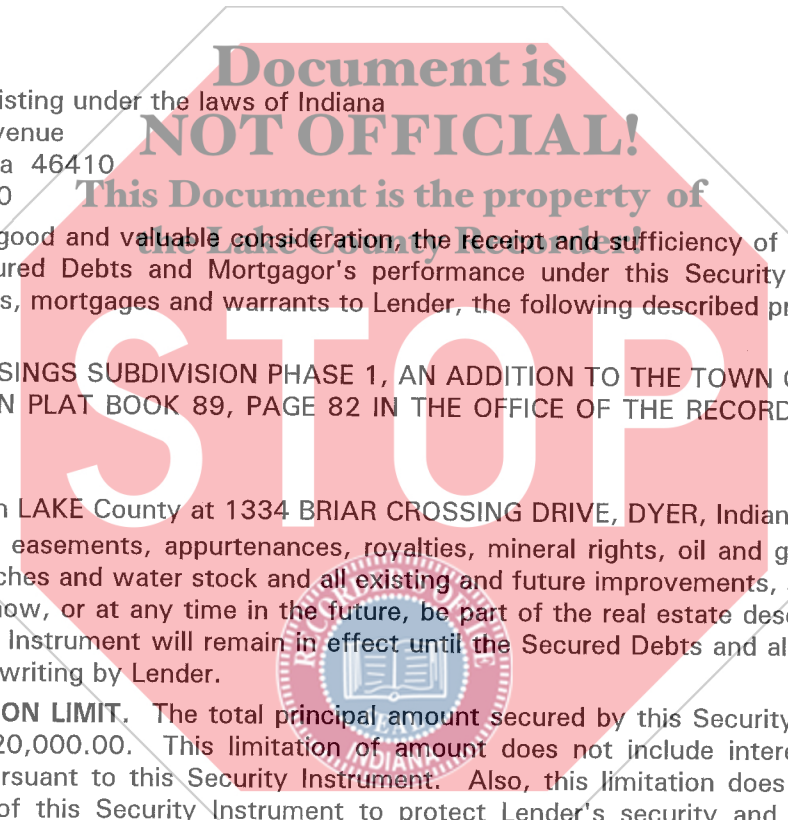 Document is
isting under the laws of Indiana
venue
NOT OFFICIAL!
a 46410
0
This Document is the property of
the Lake County Recorder!
good and valuable consideration, the receipt and sufficiency of
ured Debts and Mortgagor's performance under this Security
s, mortgages and warrants to Lender, the following described pr
STOP
SINGS SUBDIVISION PHASE 1, AN ADDITION TO THE TOWN O
N PLAT BOOK 89, PAGE 82 IN THE OFFICE OF THE RECORD
n LAKE County at 1334 BRIAR CROSSING DRIVE, DYER, Indian
easements, appurtenances, royalties, mineral rights, oil and g
ches and water stock and all existing and future improvements,
now, or at any time in the future, be part of the real estate desc
Instrument will remain in effect until the Secured Debts and al
writing by Lender.
ON LIMIT. The total principal amount secured by this Security
20,000.00. This limitation of amount does not include intere
rsuant to this Security Instrument. Also, this limitation does
of this Security Instrument to protect Lender's security and
INDIANA